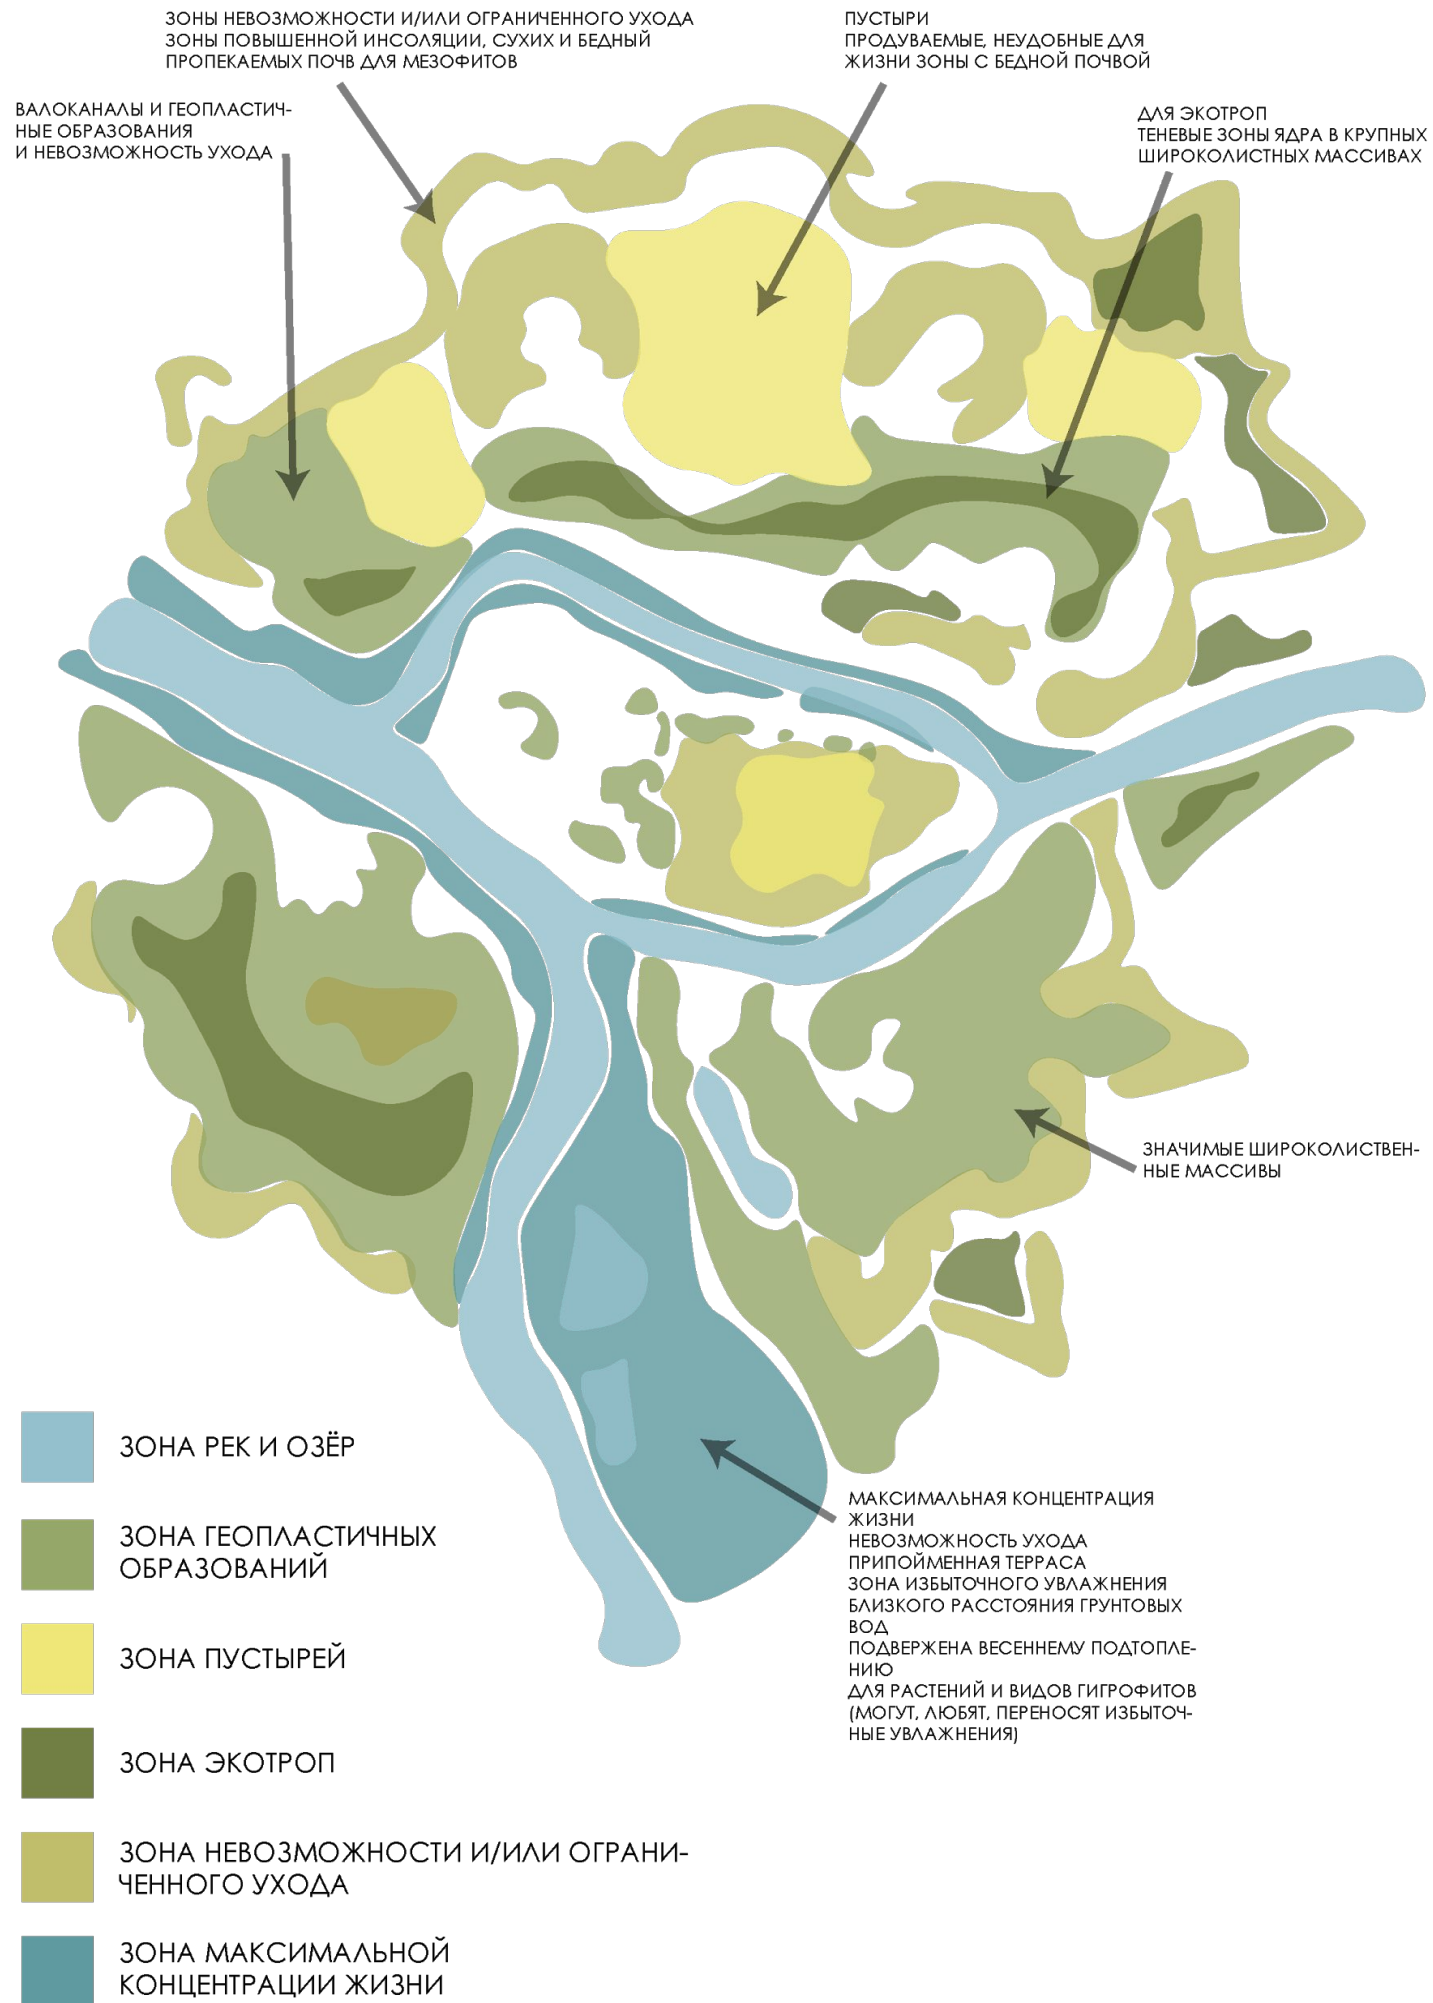 ЗОНЫ НЕВОЗМОЖНОСТИ И/ИЛИ ОГРАНИЧЕННОГО УХОДА
ЗОНЫ ПОВЫШЕННОЙ ИНСОЛЯЦИИ, СУХИХ И БЕДНЫЙ
ПРОПЕКАЕМЫХ ПОЧВ ДЛЯ МЕЗОФИТОВ
ПУСТЫРИ
ПРОДУВАЕМЫЕ, НЕУДОБНЫЕ ДЛЯ
ЖИЗНИ ЗОНЫ С БЕДНОЙ ПОЧВОЙ
ВАЛОКАНАЛЫ И ГЕОПЛАСТИЧ-
НЫЕ ОБРАЗОВАНИЯ
И НЕВОЗМОЖНОСТЬ УХОДА
ДЛЯ ЭКОТРОП
ТЕНЕВЫЕ ЗОНЫ ЯДРА В КРУПНЫХ
ШИРОКОЛИСТНЫХ МАССИВАХ
ЗНАЧИМЫЕ ШИРОКОЛИСТВЕН-
НЫЕ МАССИВЫ
МАКСИМАЛЬНАЯ КОНЦЕНТРАЦИЯ
ЖИЗНИ
НЕВОЗМОЖНОСТЬ УХОДА
ПРИПОЙМЕННАЯ ТЕРРАСА
ЗОНА ИЗБЫТОЧНОГО УВЛАЖНЕНИЯ
БЛИЗКОГО РАССТОЯНИЯ ГРУНТОВЫХ
ВОД
ПОДВЕРЖЕНА ВЕСЕННЕМУ ПОДТОПЛЕ-
НИЮ
ДЛЯ РАСТЕНИЙ И ВИДОВ ГИГРОФИТОВ
(МОГУТ, ЛЮБЯТ, ПЕРЕНОСЯТ ИЗБЫТОЧ-
НЫЕ УВЛАЖНЕНИЯ)
ЗОНА РЕК И ОЗЁР
ЗОНА ГЕОПЛАСТИЧНЫХ
ОБРАЗОВАНИЙ
ЗОНА ПУСТЫРЕЙ
ЗОНА ЭКОТРОП
ЗОНА НЕВОЗМОЖНОСТИ И/ИЛИ ОГРАНИ-
ЧЕННОГО УХОДА
ЗОНА МАКСИМАЛЬНОЙ
КОНЦЕНТРАЦИИ ЖИЗНИ